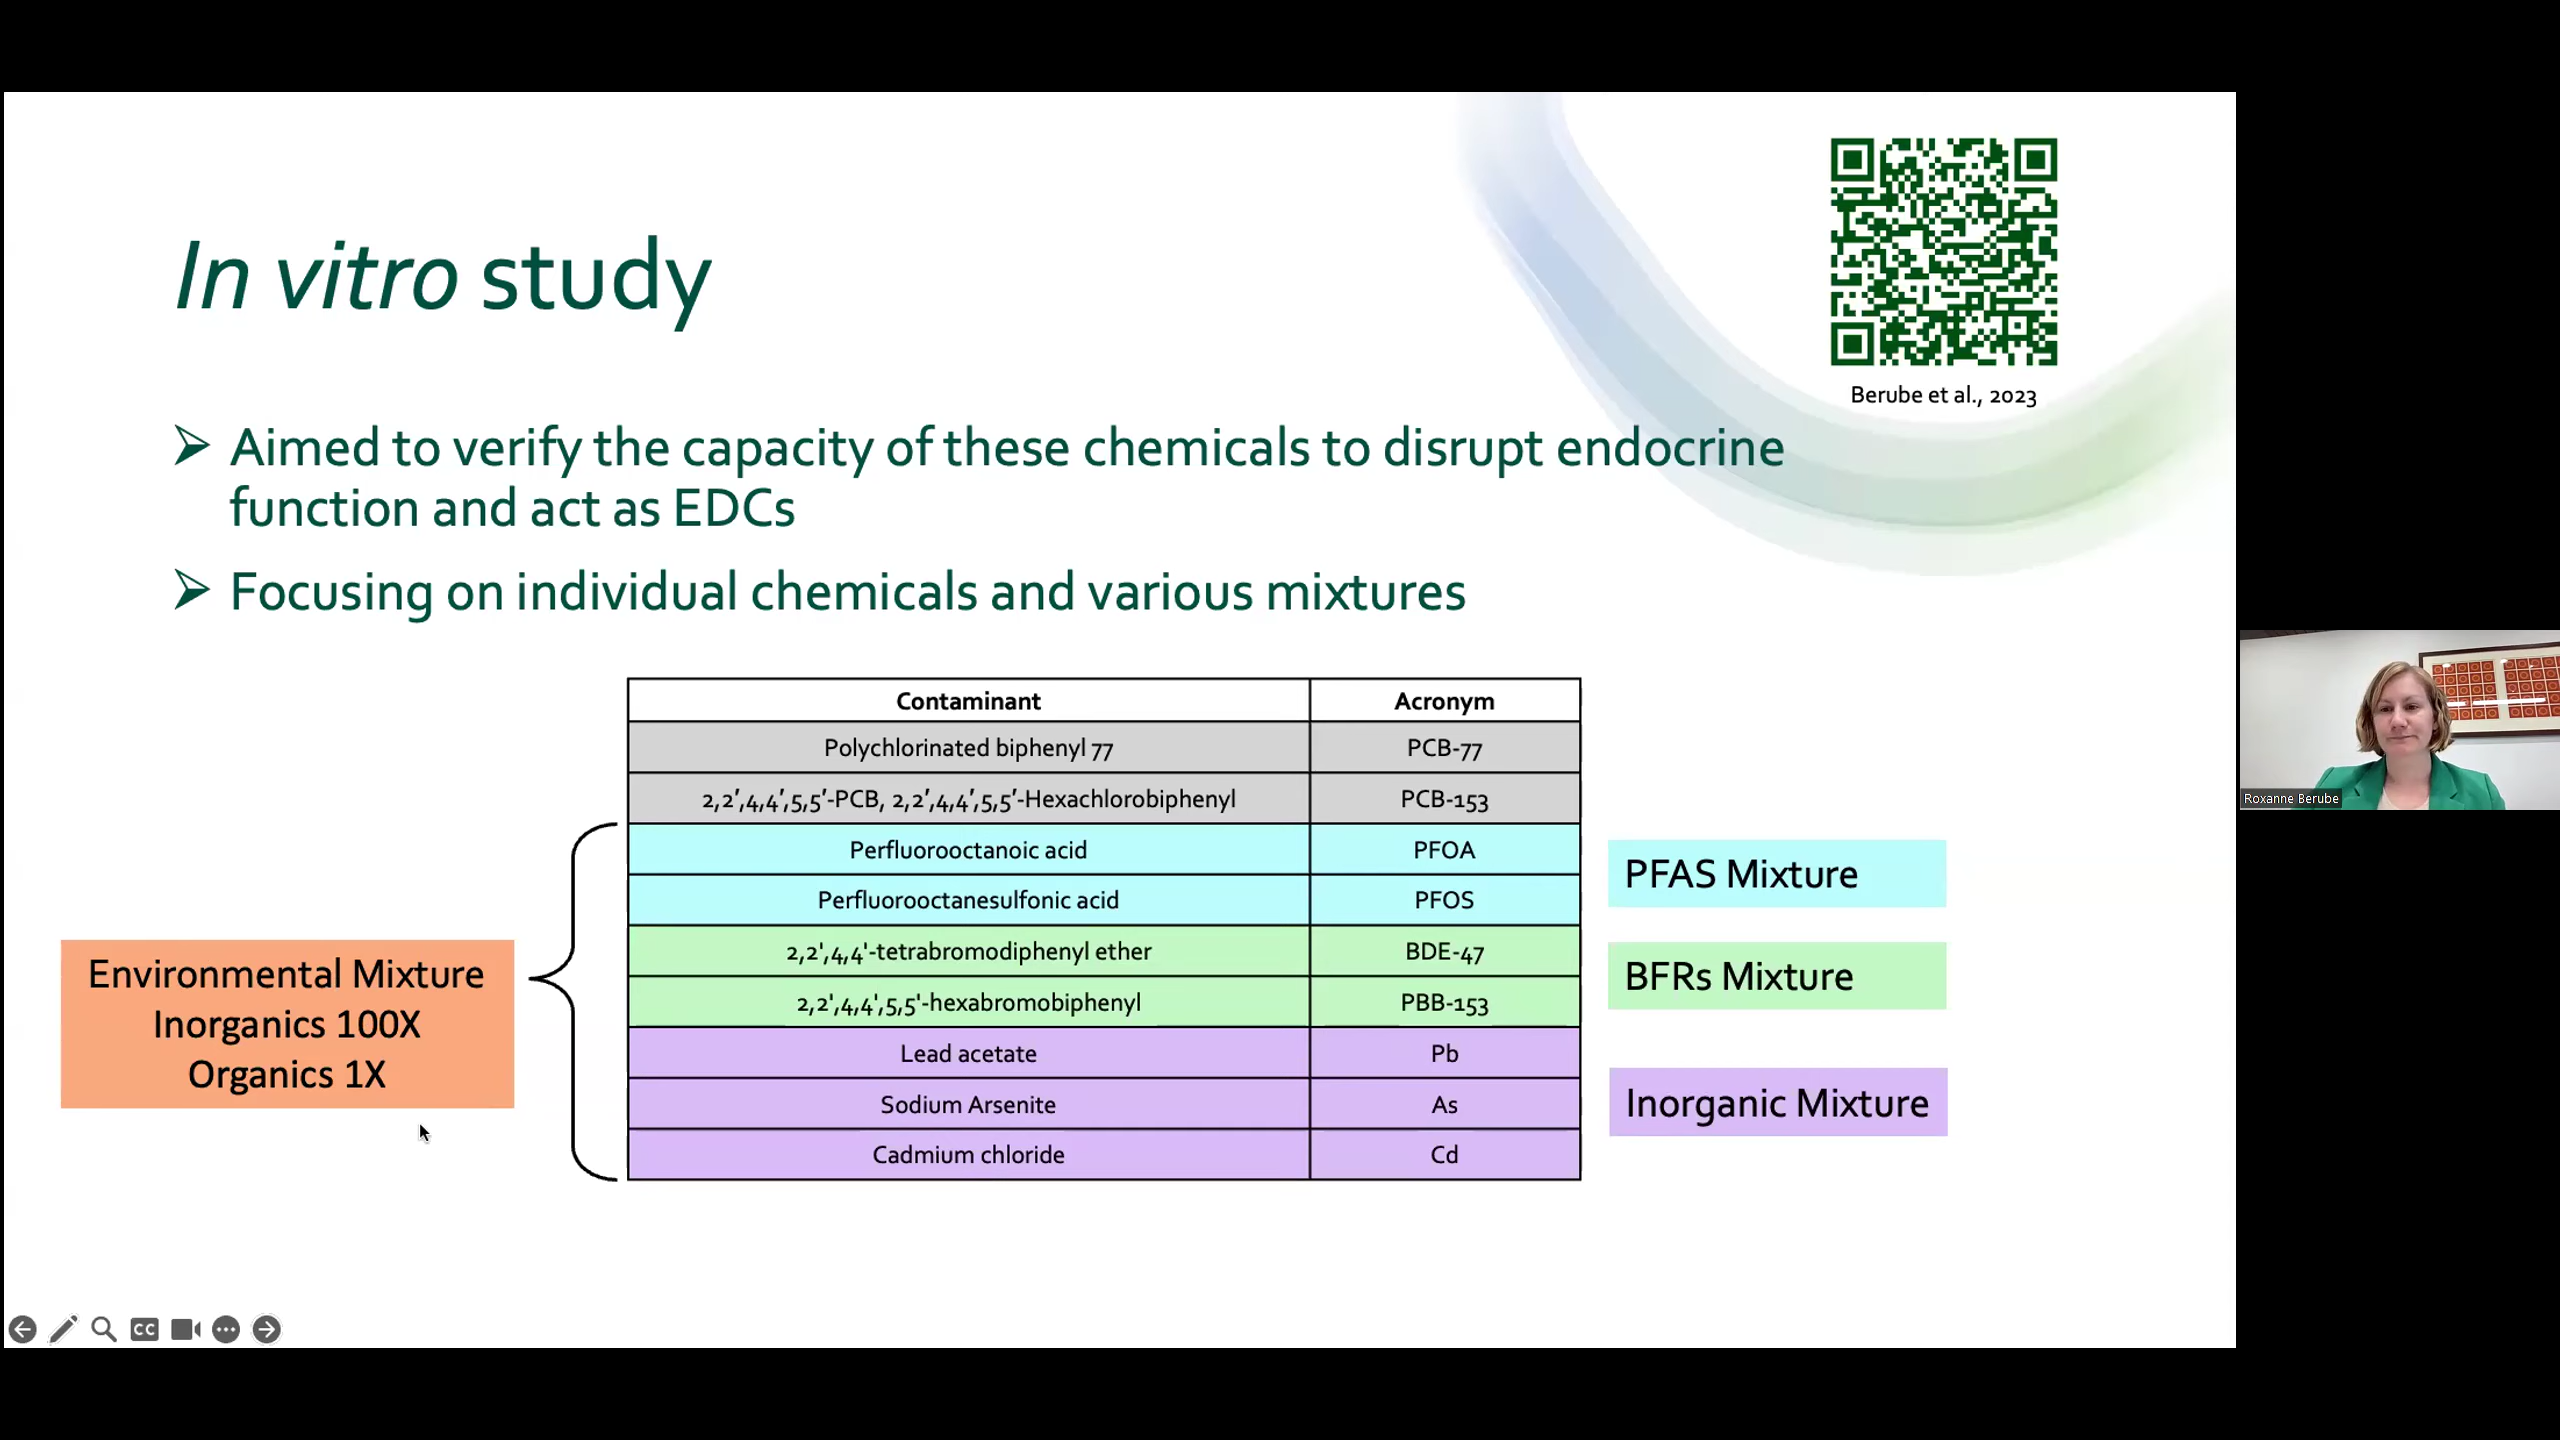 In vitro study
Berube et al., 2023
➢ Aimed to verify the capacity of these chemicals to disrupt endocrine
function and act as EDCs
➢ Focusing on individual chemicals and various mixtures
Contaminant Acronym
Polychlorinated biphenyl 77 PCB-77
2,2′,4,4′,5,5′-PCB, 2,2′,4,4′,5,5′-Hexachlorobiphenyl PCB-153
Perfluorooctanoic acid PFOA
Perfluorooctanesulfonic acid PFOS
2,2',4,4'-tetrabromodiphenyl ether BDE-47
2,2',4,4',5,5'-hexabromobiphenyl PBB-153
Lead acetate Pb
Sodium Arsenite As
Cadmium chloride Cd
Environmental Mixture
Inorganics 100X
Organics 1X
PFAS Mixture
BFRs Mixture
Inorganic Mixture
Roxanne Berube
CC